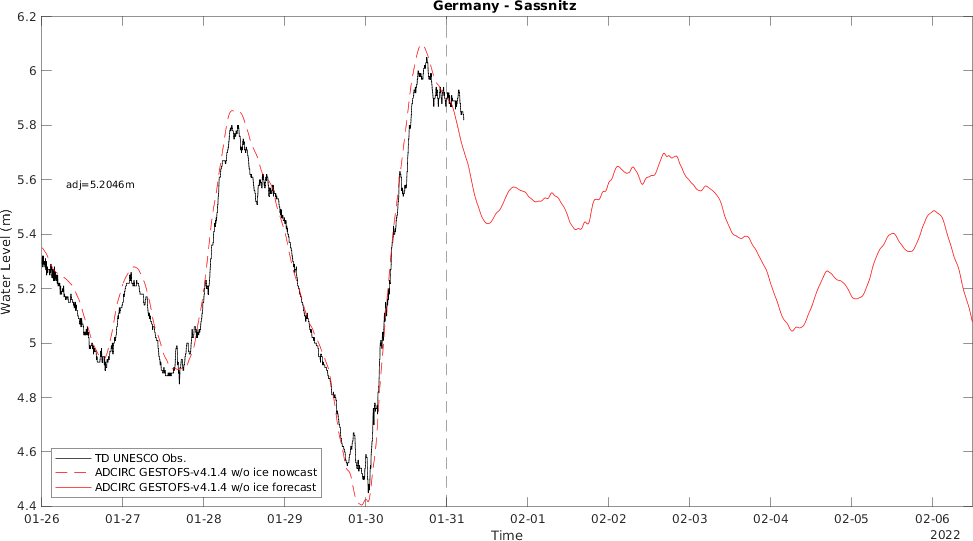 Germany - Sassnitz
6.2
6
5.8
5.6
5.4
5.2
5
4.8
4.6
4.4
Water Level (m)
adj=5.2046m
TD UNESCO Obs.
ADCIRC GESTOFS-v4.1.4 w/o ice nowcast
ADCIRC GESTOFS-v4.1.4 w/o ice forecast
01-26 01-27 01-28 01-29 01-30 01-31 02-01 02-02 02-03 02-04 02-05 02-06
Time
2022